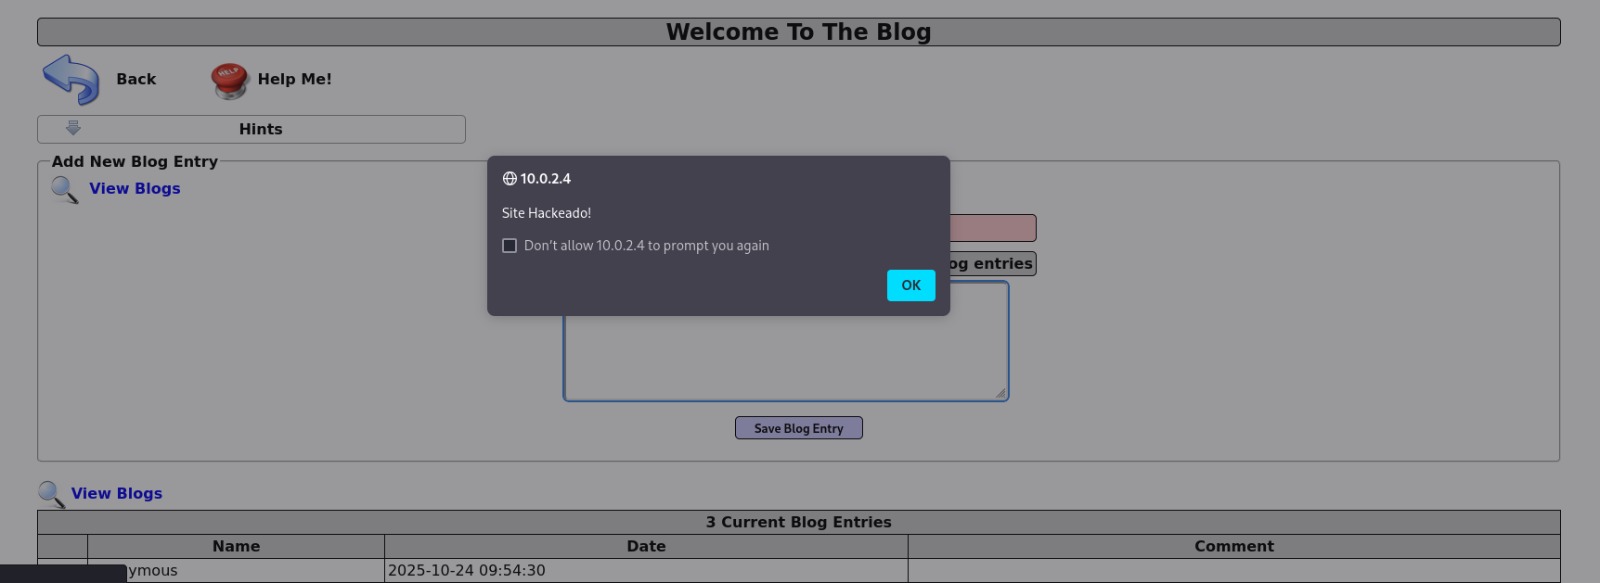 Welcome To The Blog
Back
Help Me!
Hints
Add New Blog Entry
View Blogs
10.0.2.4
Site Hackeado!
Don't allow 10.0.2.4 to prompt you again
OK
og entries
Save Blog Entry
View Blogs
3 Current Blog Entries
Name Date Comment
ymous 2025-10-24 09:54:30